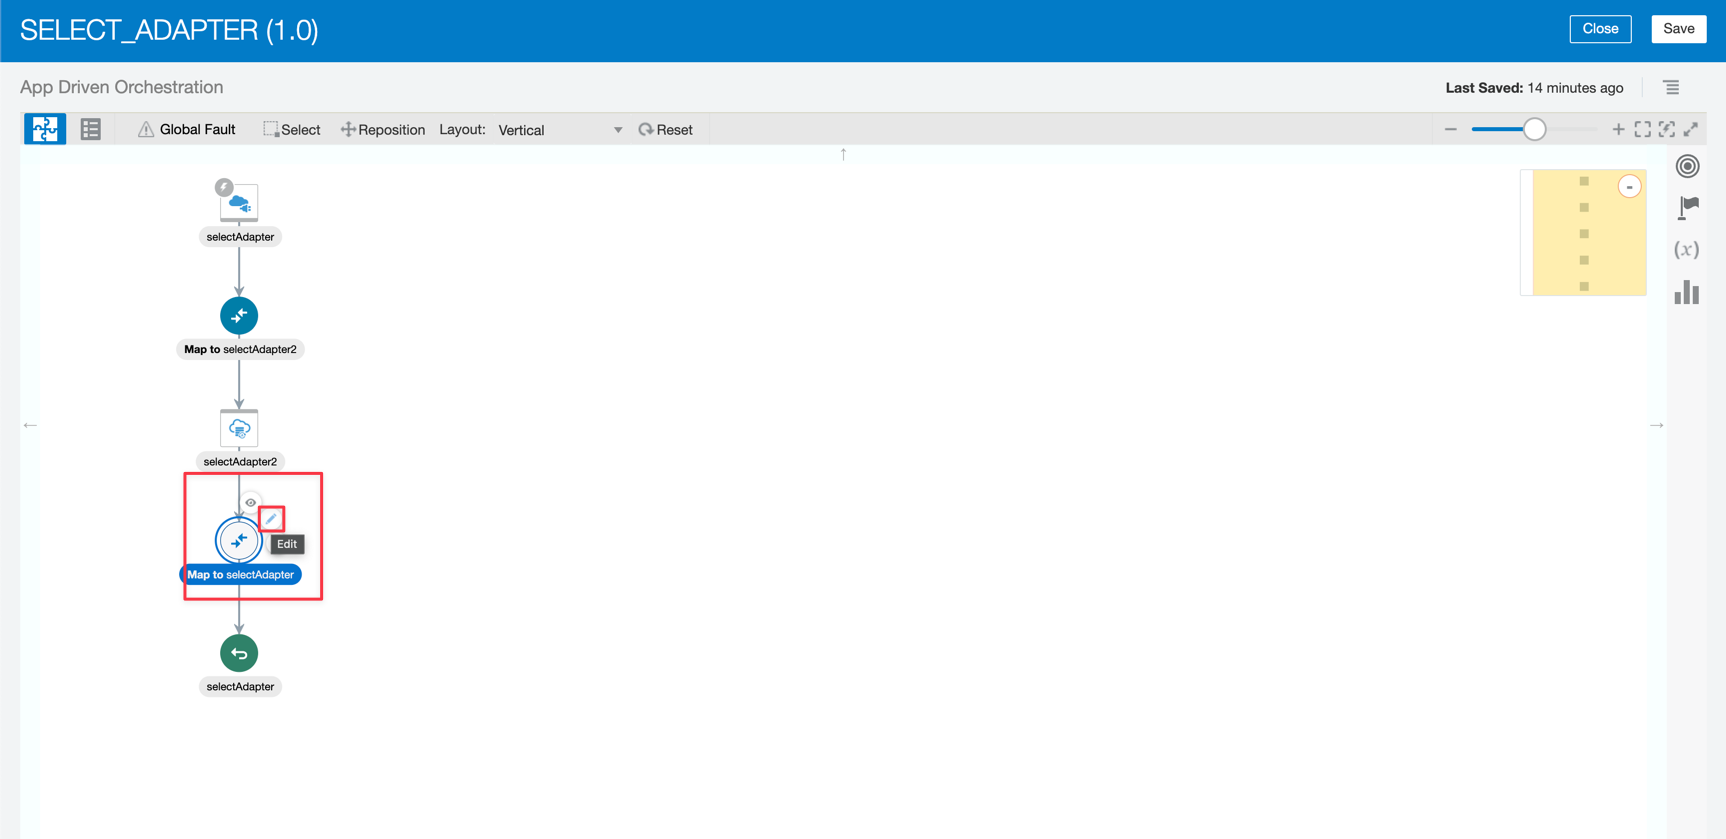 SELECT_ADAPTER (1.0)
Close
Save
App Driven Orchestration
Last Saved: 14 minutes ago
Global Fault
Select
Reposition
Layout:
Vertical
Reset
selectAdapter
Map to selectAdapter2
selectAdapter2
Edit
Map to selectAdapter
selectAdapter
(x)